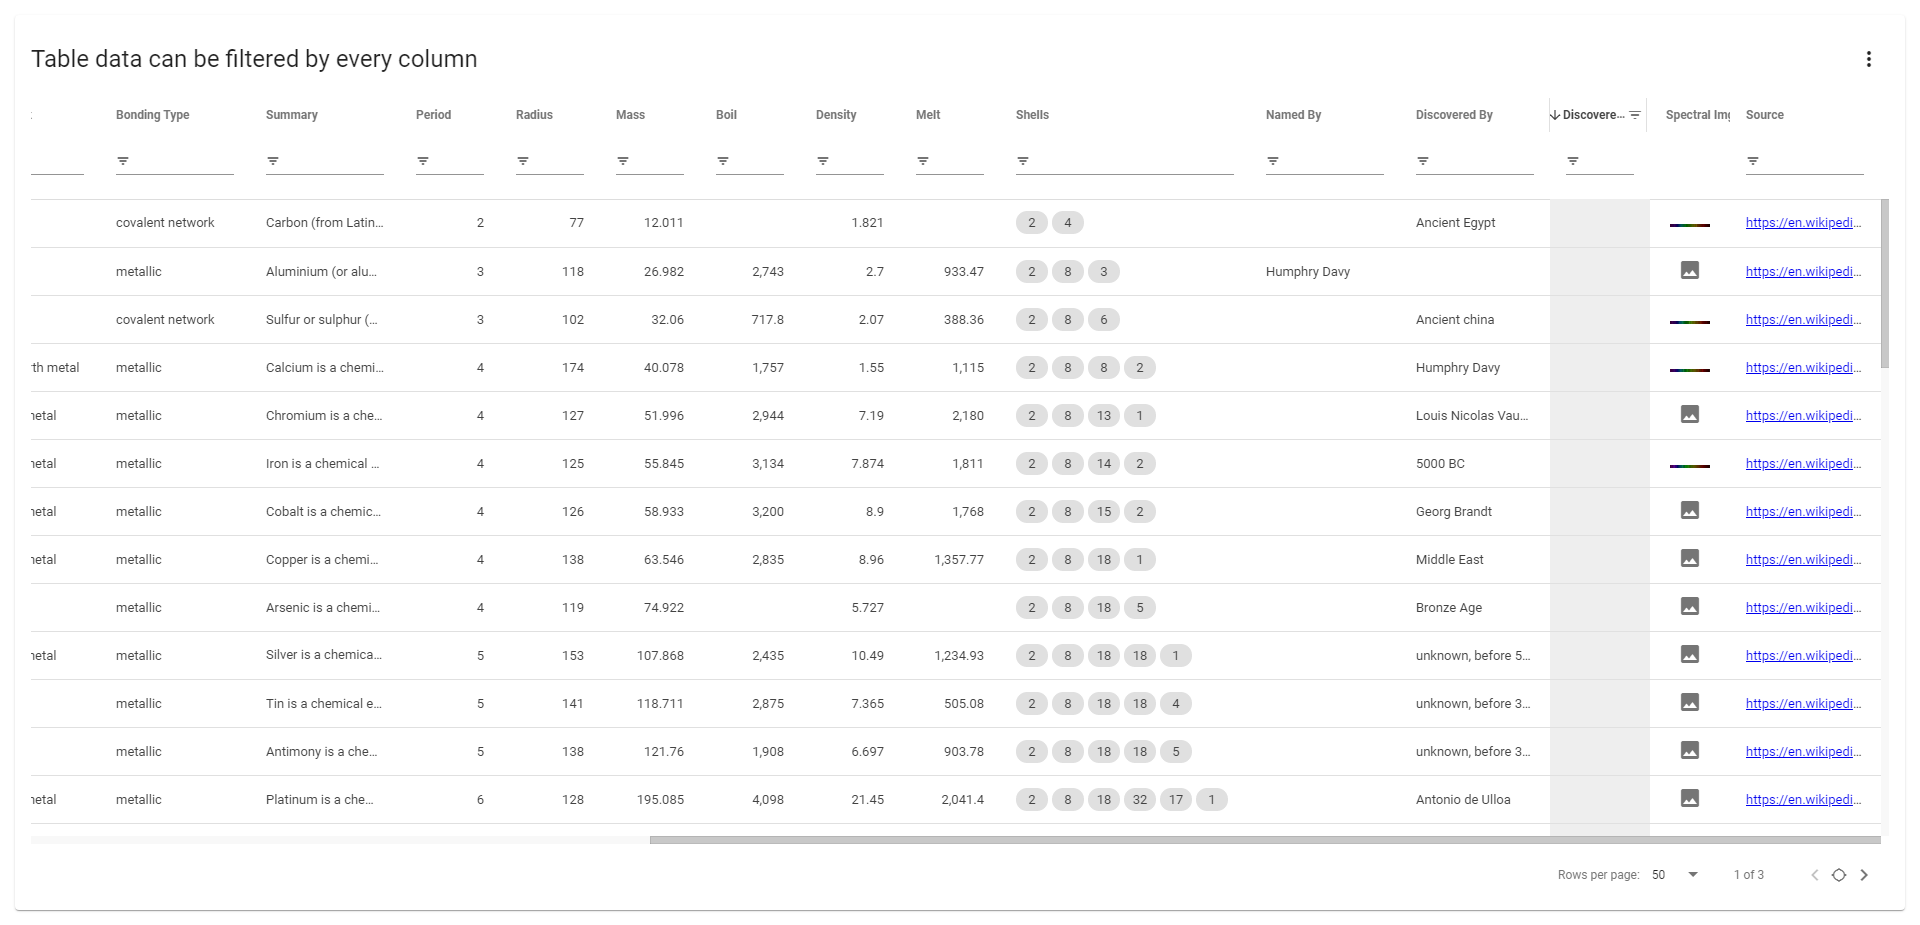 Table data can be filtered by every column
Bonding Type Summary Period Radius Mass Boil Density Melt Shells Named By Discovered By Discovere... Spectral Img Source
covalent network Carbon (from Latin... 2 77 12.011 1.821 2 4 Ancient Egypt https://en.wikipedi...
metallic Aluminium (or alu... 3 118 26.982 2,743 2.7 933.47 2 8 3 Humphry Davy https://en.wikipedi...
covalent network Sulfur or sulphur (... 3 102 32.06 717.8 2.07 388.36 2 8 6 Ancient china https://en.wikipedi...
rth metal metallic Calcium is a chemi... 4 174 40.078 1,757 1.55 1,115 2 8 8 2 Humphry Davy https://en.wikipedi...
netal metallic Chromium is a che... 4 127 51.996 2,944 7.19 2,180 2 8 13 1 Louis Nicolas Vau... https://en.wikipedi...
netal metallic Iron is a chemical ... 4 125 55.845 3,134 7.874 1,811 2 8 14 2 5000 BC https://en.wikipedi...
netal metallic Cobalt is a chemic... 4 126 58.933 3,200 8.9 1,768 2 8 15 2 Georg Brandt https://en.wikipedi...
netal metallic Copper is a chemi... 4 138 63.546 2,835 8.96 1,357.77 2 8 18 1 Middle East https://en.wikipedi...
metallic Arsenic is a chemi... 4 119 74.922 5.727 2 8 18 5 Bronze Age https://en.wikipedi...
netal metallic Silver is a chemica... 5 153 107.868 2,435 10.49 1,234.93 2 8 18 18 1 unknown, before 5... https://en.wikipedi...
metallic Tin is a chemical e... 5 141 118.711 2,875 7.365 505.08 2 8 18 18 4 unknown, before 3... https://en.wikipedi...
metallic Antimony is a che... 5 138 121.76 1,908 6.697 903.78 2 8 18 18 5 unknown, before 3... https://en.wikipedi...
netal metallic Platinum is a che... 6 128 195.085 4,098 21.45 2,041.4 2 8 18 32 17 1 Antonio de Ulloa https://en.wikipedi...
Rows per page: 50 1 of 3